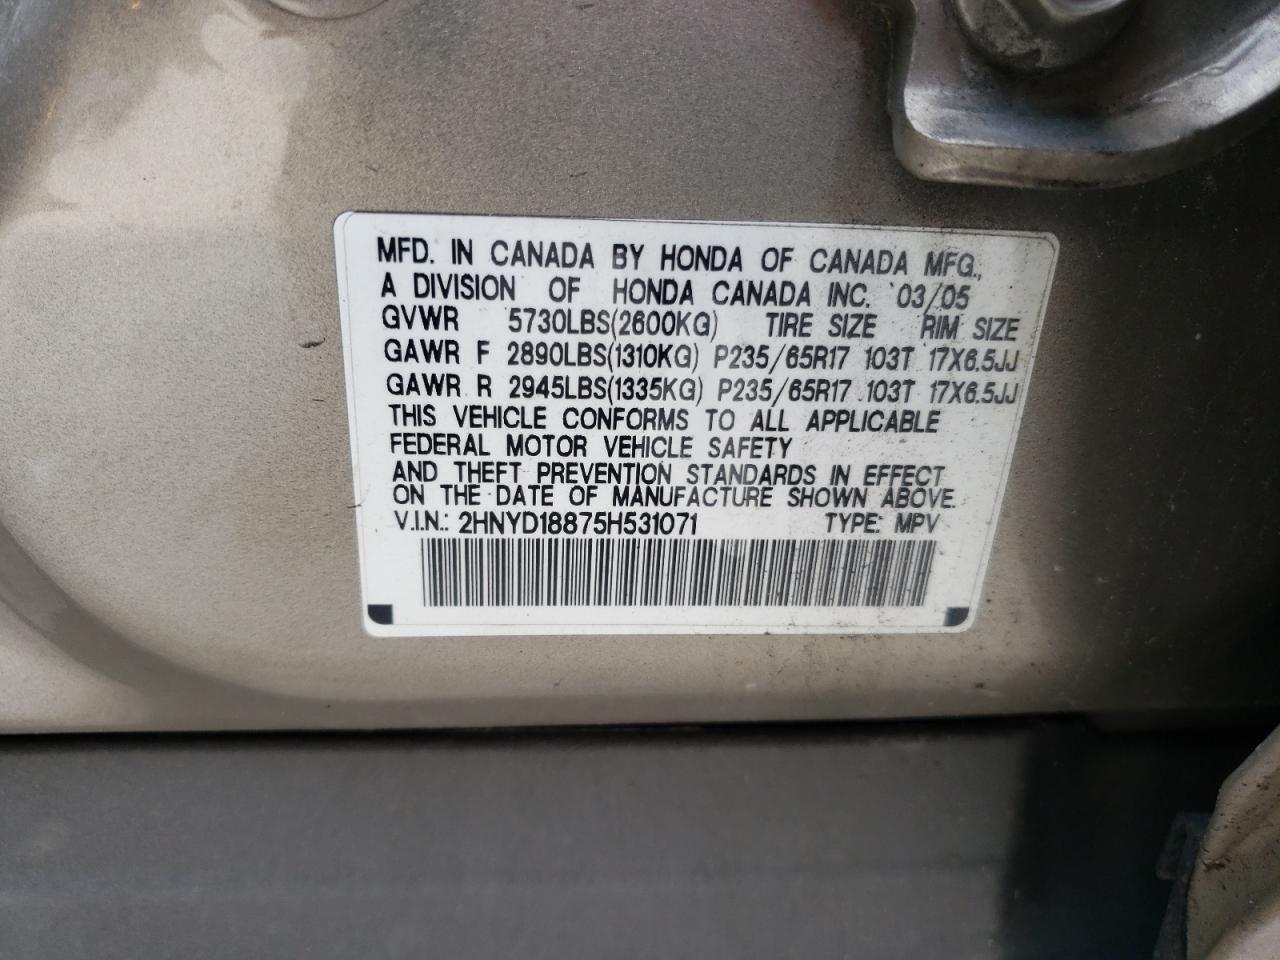 MFD. IN CANADA BY HONDA OF CANADA MFG.,
A DIVISION OF HONDA CANADA INC. 03/05
GVWR 5730LBS(2600KG) TIRE SIZE RIM SIZE
GAWR F 2890LBS(1310KG) P235/65R17 103T 17X6.5JJ
GAWR R 2945LBS(1335KG) P235/65R17 103T 17X6.5JJ
THIS VEHICLE CONFORMS TO ALL APPLICABLE
FEDERAL MOTOR VEHICLE SAFETY
AND THEFT PREVENTION STANDARDS IN EFFECT
ON THE DATE OF MANUFACTURE SHOWN ABOVE.
V.I.N.: 2HNYD18875H531071 TYPE: MPV